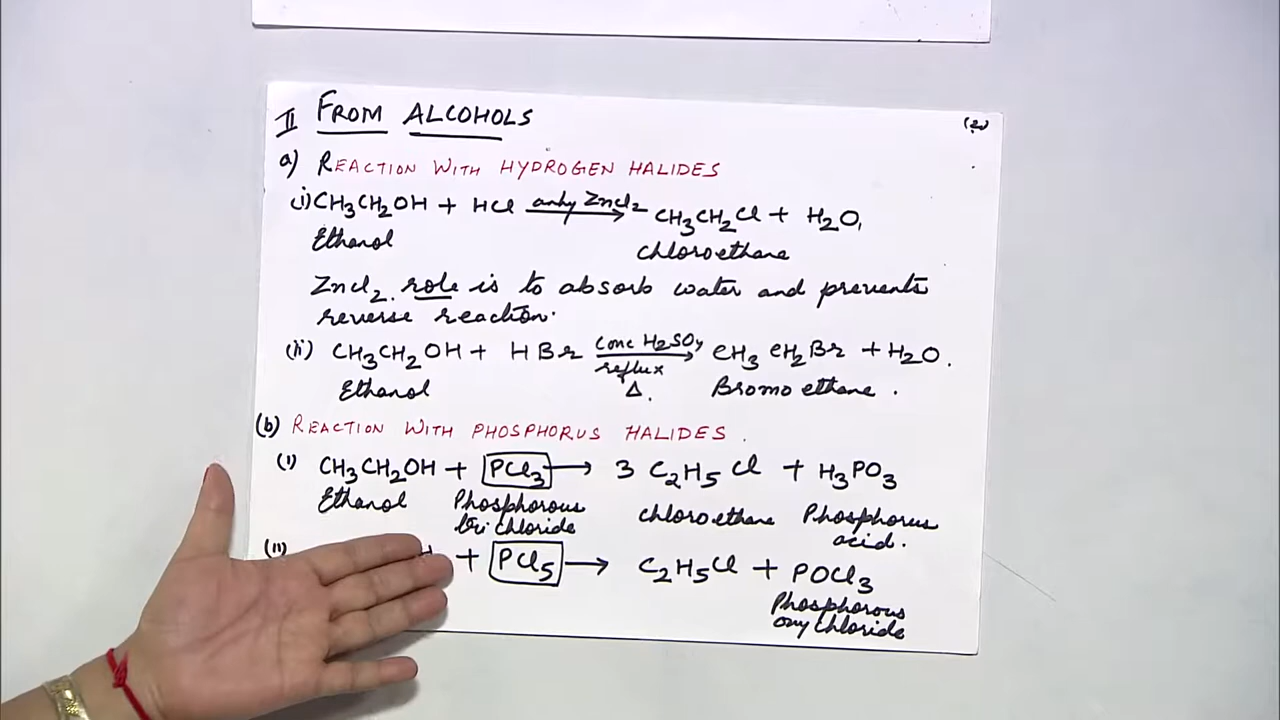 II FROM ALCOHOLS (2)
a) REACTION WITH HYDROGEN HALIDES
i) CH3CH2OH + HCl anhy ZnCl2 → CH3CH2Cl + H2O,
Ethanol chloroethane
ZnCl2 role is to absorb water and prevents
reverse reaction.
(ii) CH3CH2OH + HBr conc H2SO4 → CH3CH2Br + H2O.
reflux
Δ.
Ethanol Bromo ethane.
(b) REACTION WITH PHOSPHORUS HALIDES.
(i) CH3CH2OH + PCl3 → 3 C2H5Cl + H3PO3
Ethanol Phosphorous chloroethane Phosphorus
tri chloride acid.
(ii) + PCl5 → C2H5Cl + POCl3
Phosphorous
oxy chloride